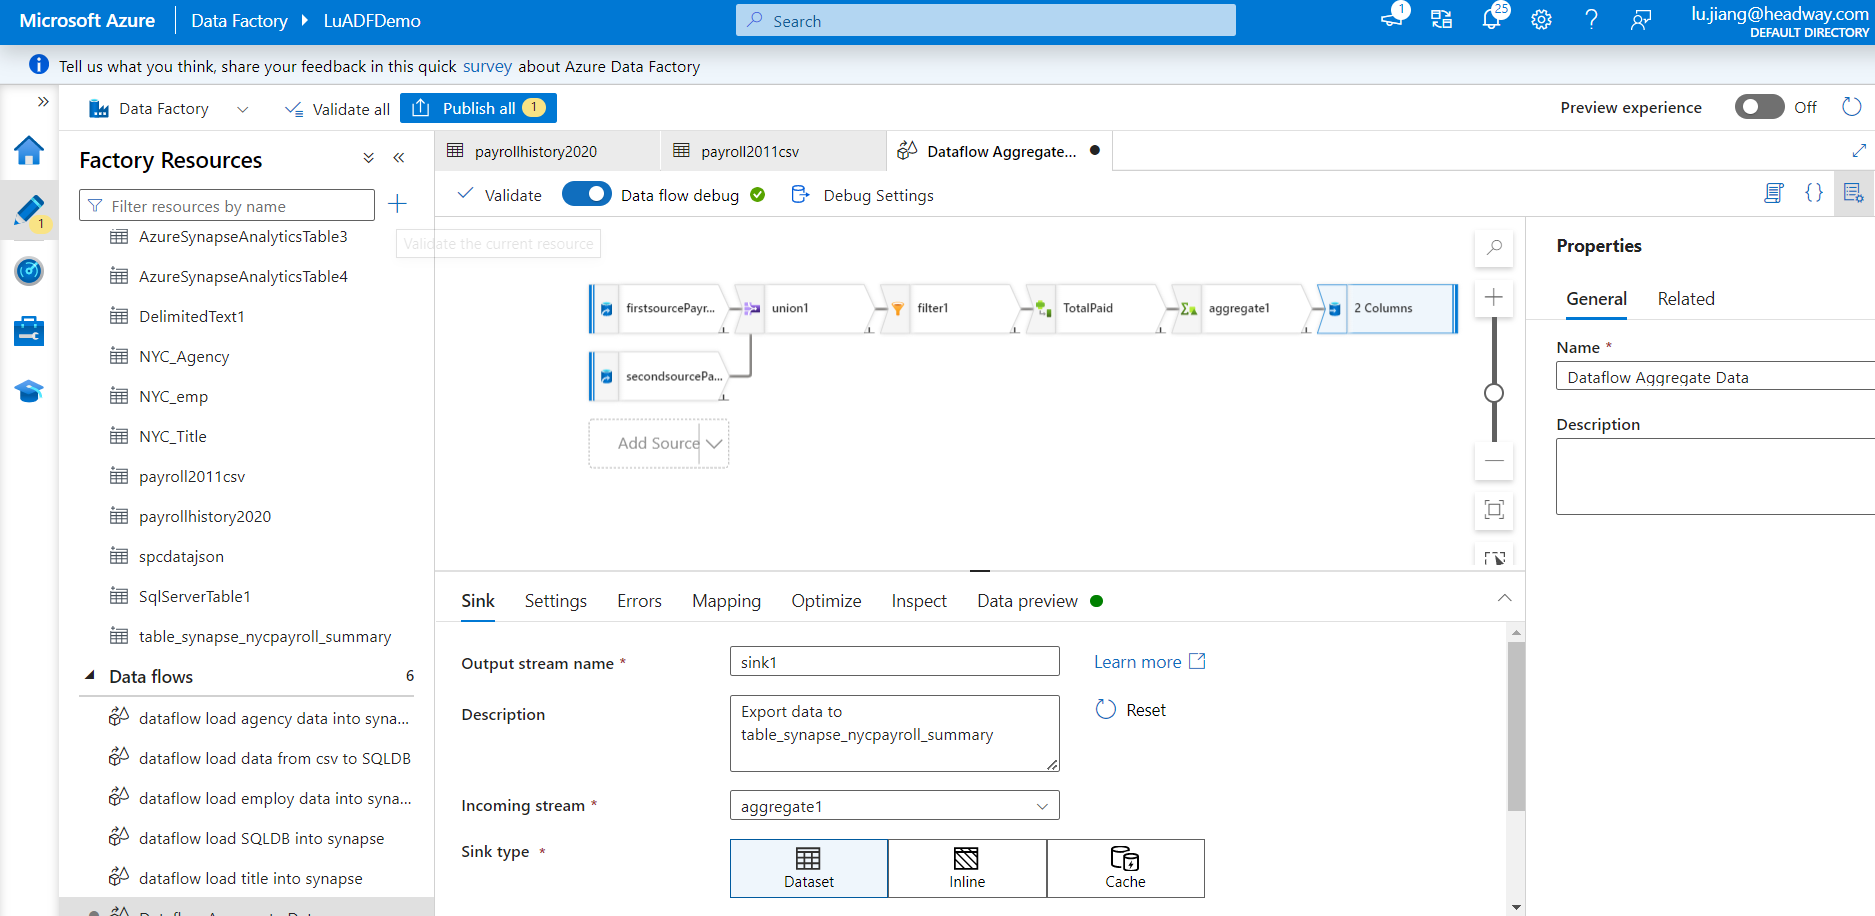 Microsoft Azure
Data Factory
LuADFDemo
Search
1
25
lu.jiang@headway.com
DEFAULT DIRECTORY
Tell us what you think, share your feedback in this quick survey about Azure Data Factory
Data Factory
Validate all
Publish all 1
Preview experience
Off
Factory Resources
1
Filter resources by name
AzureSynapseAnalyticsTable3
AzureSynapseAnalyticsTable4
DelimitedText1
NYC_Agency
NYC_emp
NYC_Title
payroll2011csv
payrollhistory2020
spcdatajson
SqlServerTable1
table_synapse_nycpayroll_summary
Data flows 6
dataflow load agency data into syna...
dataflow load data from csv to SQLDB
dataflow load employ data into syna...
dataflow load SQLDB into synapse
dataflow load title into synapse
payrollhistory2020
payroll2011csv
Dataflow Aggregate...
Validate
Data flow debug
Debug Settings
Validate the current resource
firstsourcePayr...
union1
filter1
TotalPaid
aggregate1
2 Columns
secondsourcePa...
Add Source
Properties
General
Related
Name *
Dataflow Aggregate Data
Description
Sink
Settings
Errors
Mapping
Optimize
Inspect
Data preview
Output stream name *
sink1
Learn more
Description
Export data to
table_synapse_nycpayroll_summary
Reset
Incoming stream *
aggregate1
Sink type *
Dataset
Inline
Cache